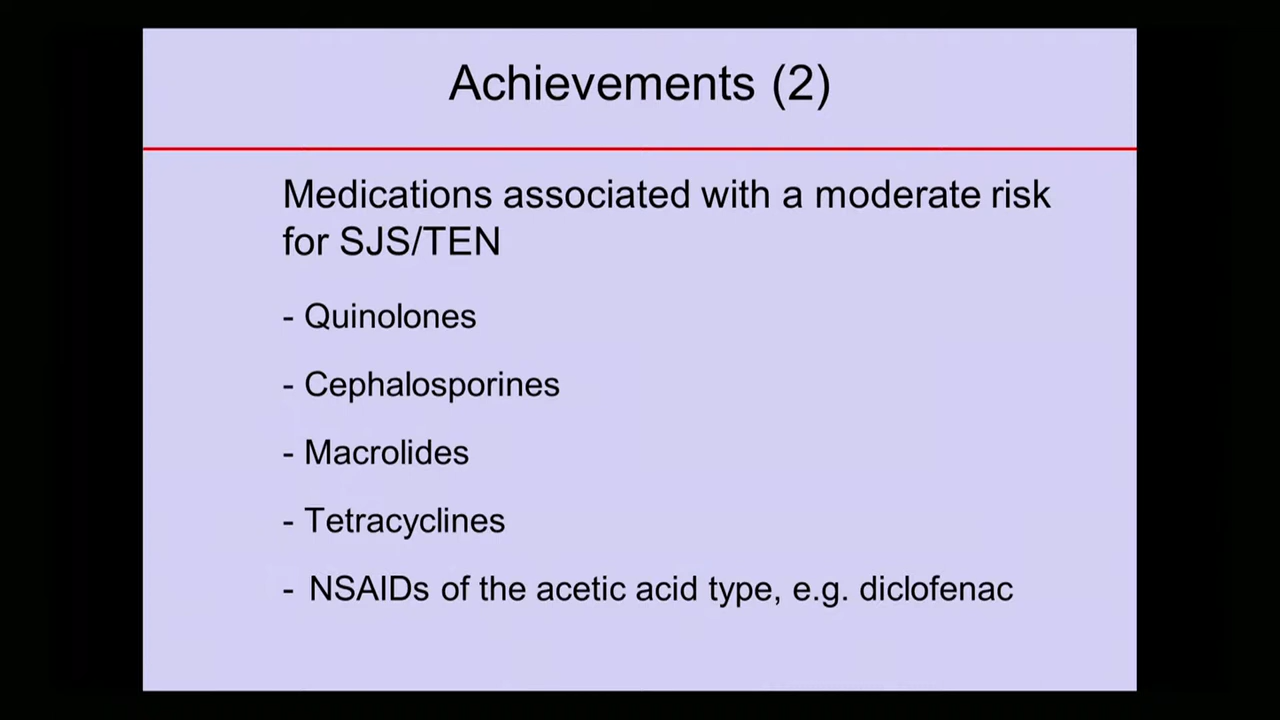 Achievements (2)
Medications associated with a moderate risk
for SJS/TEN
- Quinolones
- Cephalosporines
- Macrolides
- Tetracyclines
- NSAIDs of the acetic acid type, e.g. diclofenac